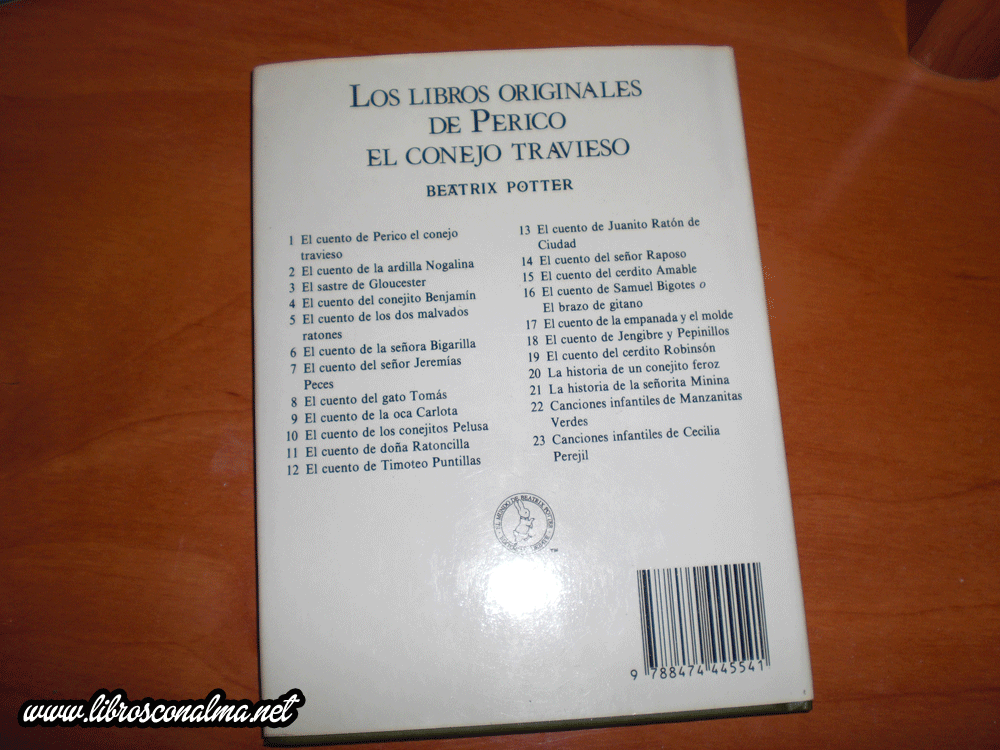 LOS LIBROS ORIGINALES
DE PERICO
EL CONEJO TRAVIESO
BEATRIX POTTER
1 El cuento de Perico el conejo
travieso
2 El cuento de la ardilla Nogalina
3 El sastre de Gloucester
4 El cuento del conejito Benjamín
5 El cuento de los dos malvados
ratones
6 El cuento de la señora Bigarilla
7 El cuento del señor Jeremías
Peces
8 El cuento del gato Tomás
9 El cuento de la oca Carlota
10 El cuento de los conejitos Pelusa
11 El cuento de doña Ratoncilla
12 El cuento de Timoteo Puntillas
13 El cuento de Juanito Ratón de
Ciudad
14 El cuento del señor Raposo
15 El cuento del cerdito Amable
16 El cuento de Samuel Bigotes o
El brazo de gitano
17 El cuento de la empanada y el molde
18 El cuento de Jengibre y Pepinillos
19 El cuento del cerdito Robinsón
20 La historia de un conejito feroz
21 La historia de la señorita Minina
22 Canciones infantiles de Manzanitas
Verdes
23 Canciones infantiles de Cecilia
Perejil
EL MUNDO DE BEATRIX POTTER
TM
9 788474 445541
www.librosconalma.net